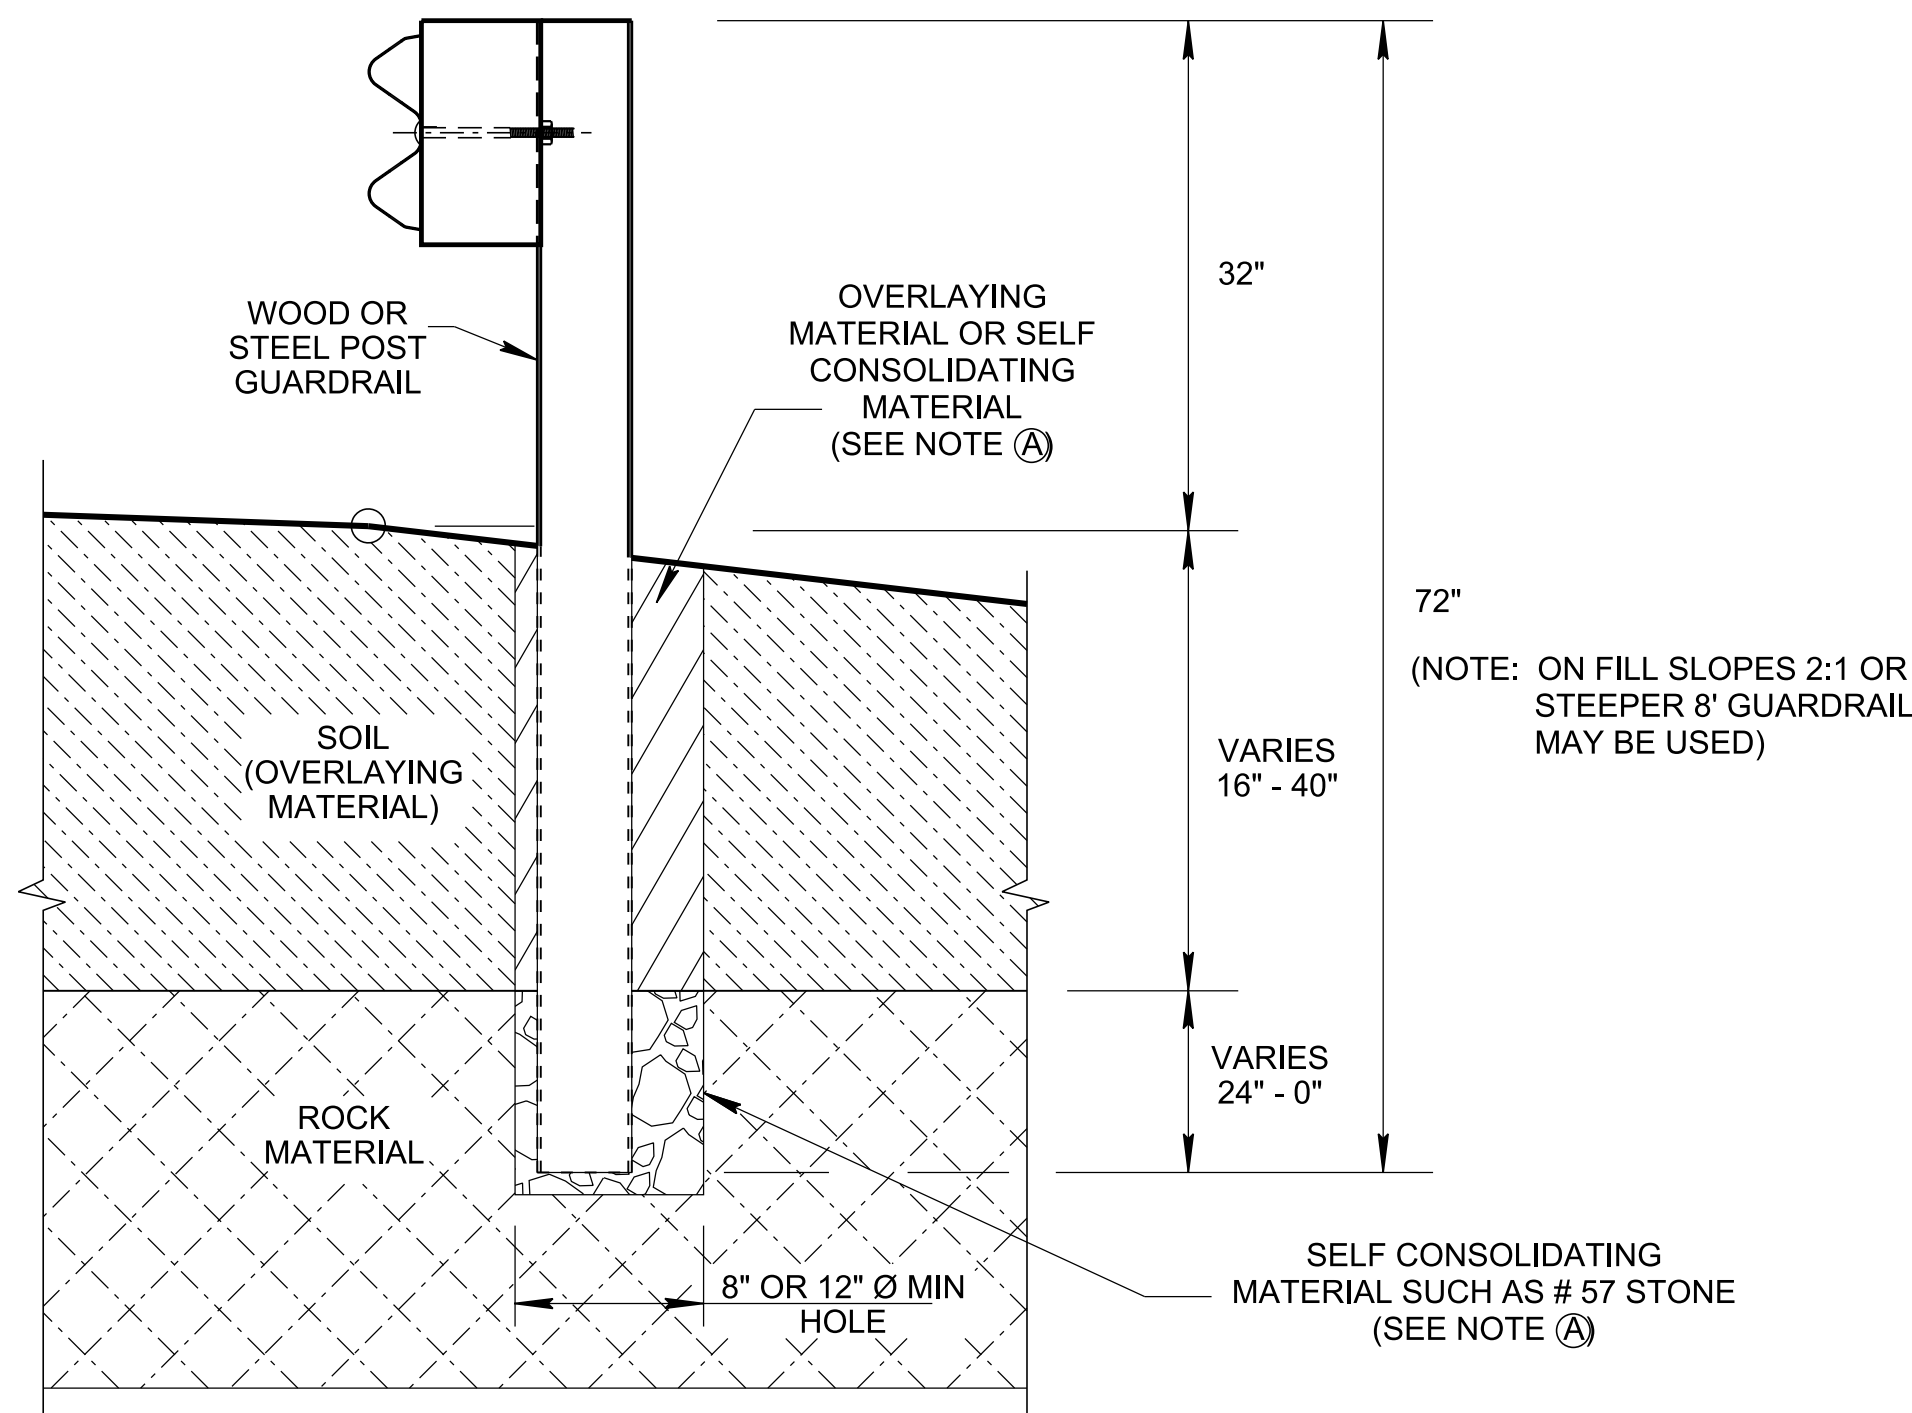 32"
WOOD OR
STEEL POST
GUARDRAIL
OVERLAYING
MATERIAL OR SELF
CONSOLIDATING
MATERIAL
(SEE NOTE Ⓐ)
72"
(NOTE: ON FILL SLOPES 2:1 OR
STEEPER 8' GUARDRAIL
MAY BE USED)
SOIL
(OVERLAYING
MATERIAL)
VARIES
16" - 40"
VARIES
24" - 0"
ROCK
MATERIAL
8" OR 12" Ø MIN
HOLE
SELF CONSOLIDATING
MATERIAL SUCH AS # 57 STONE
(SEE NOTE Ⓐ)